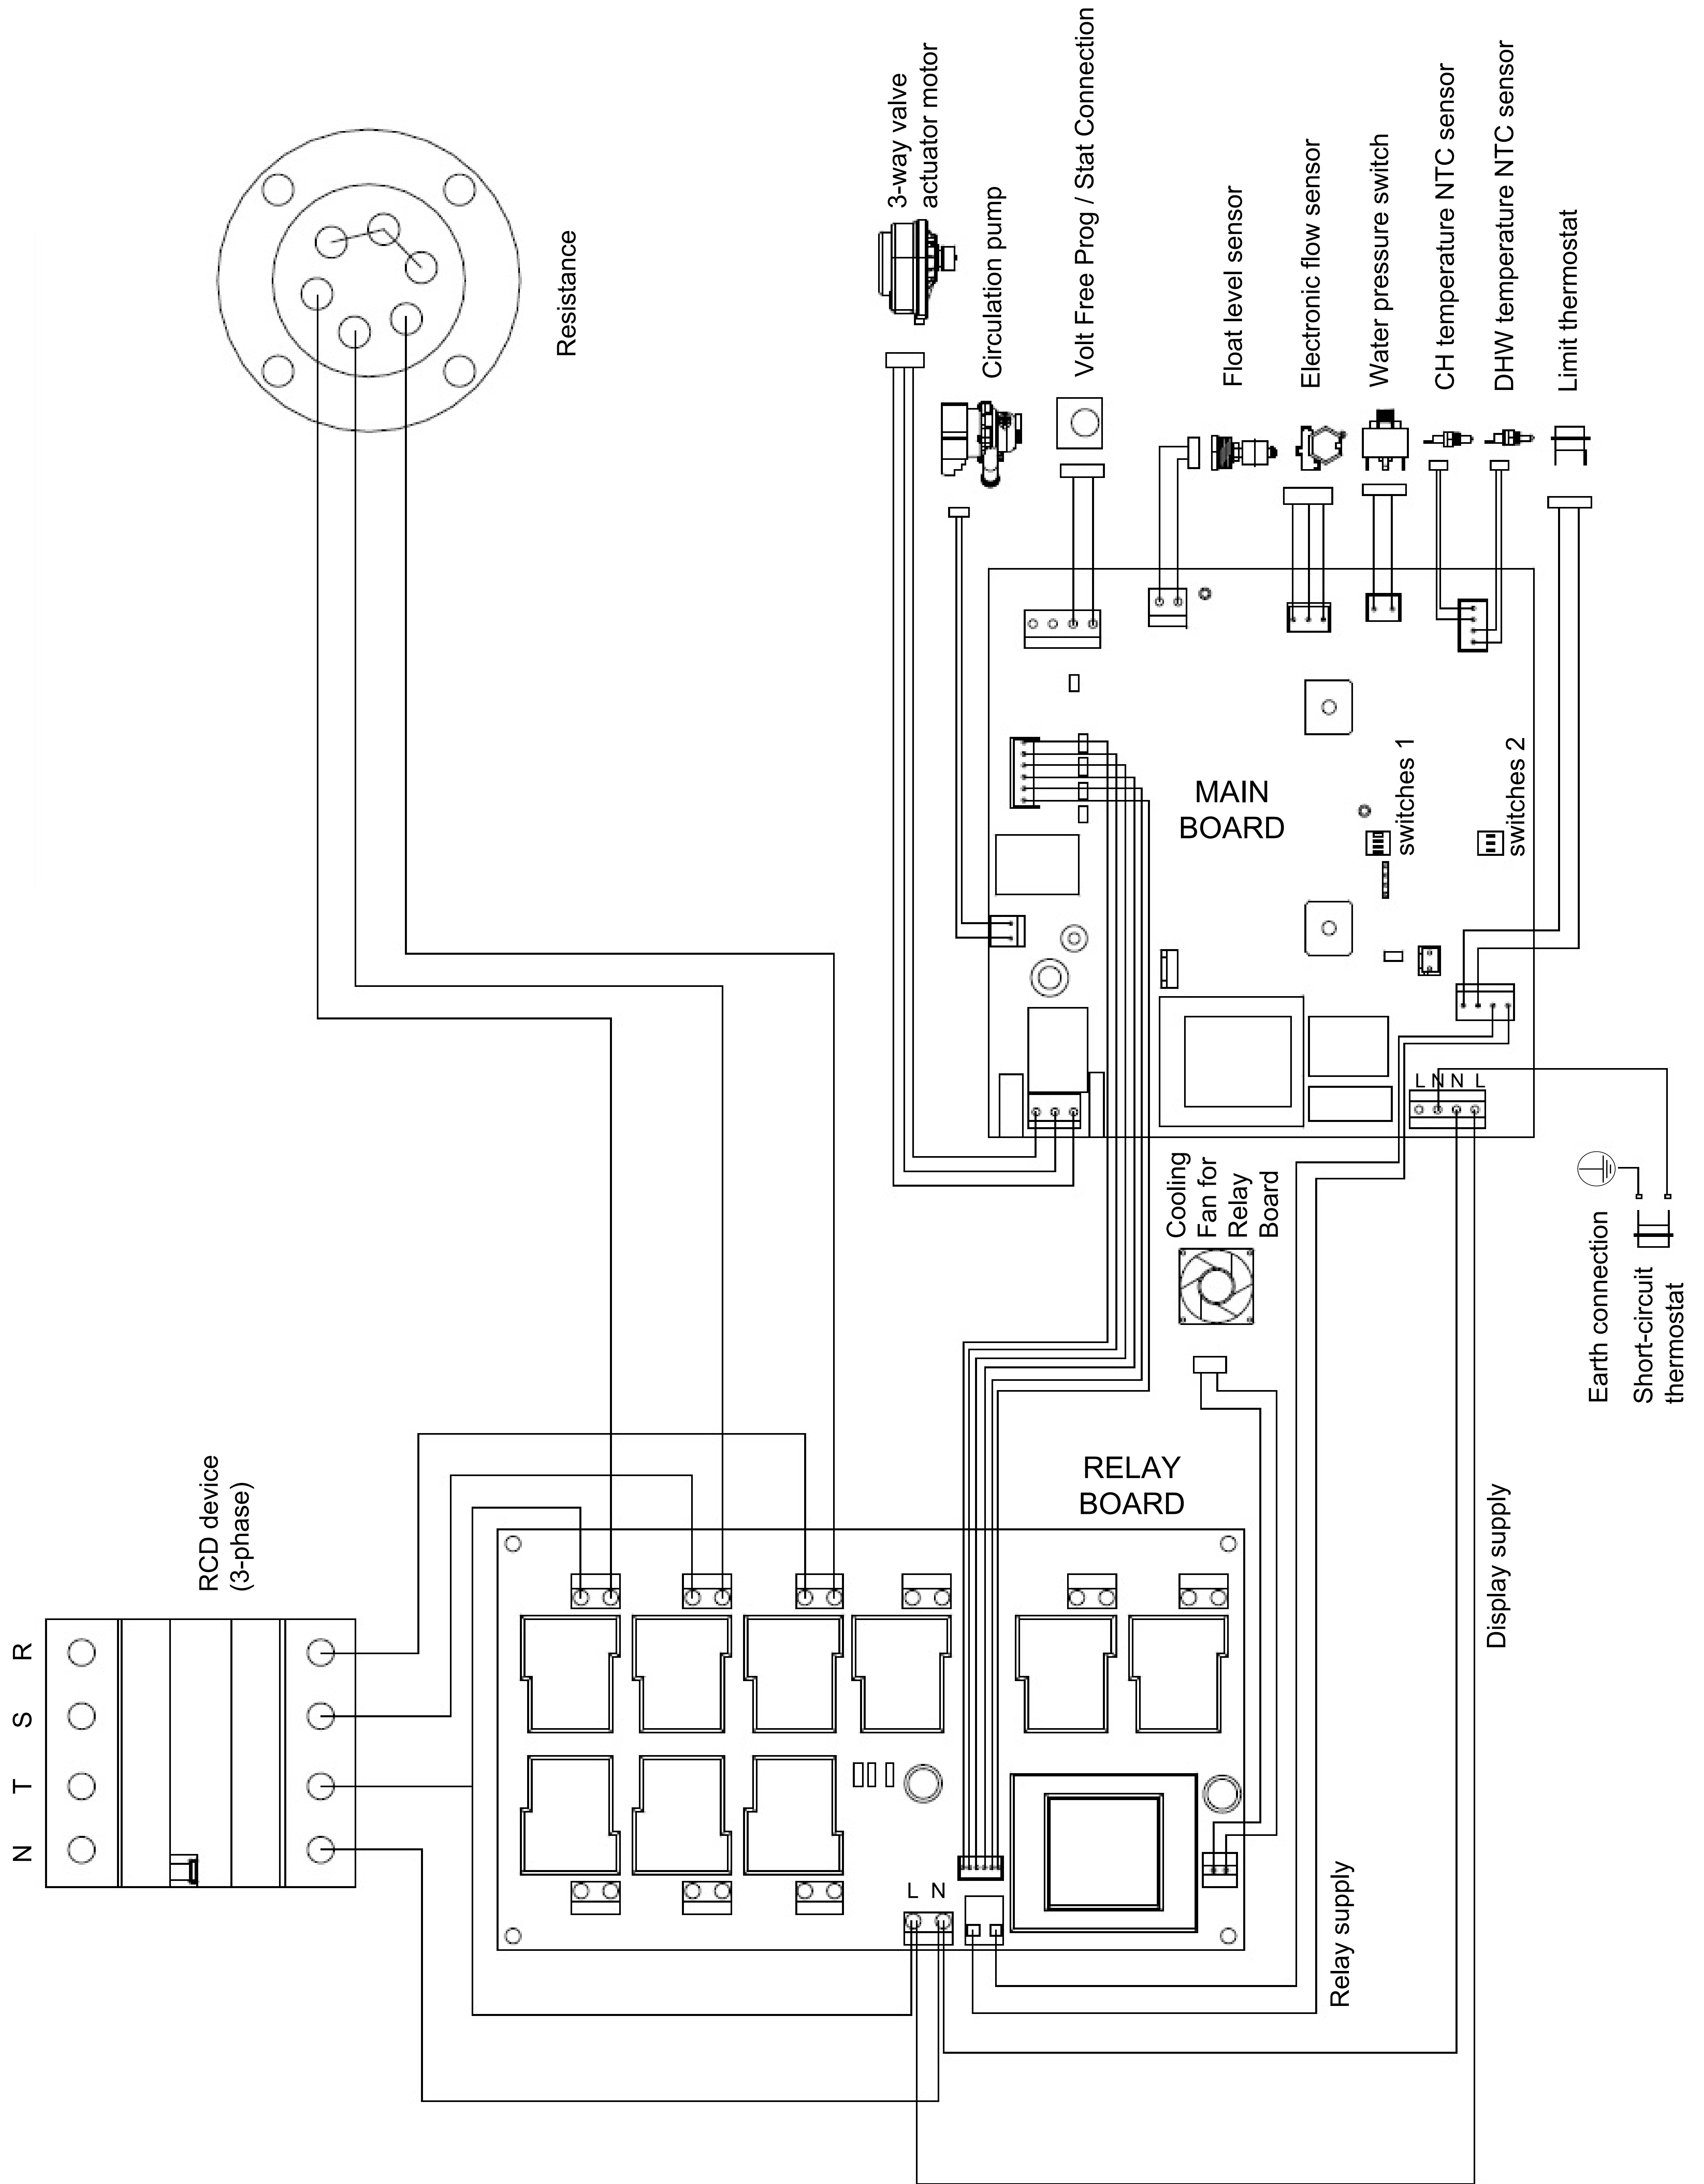 3-way valve
actuator motor
Circulation pump
Volt Free Prog / Stat Connection
Float level sensor
Electronic flow sensor
Water pressure switch
CH temperature NTC sensor
DHW temperature NTC sensor
Limit thermostat
Resistance
MAIN
BOARD
switches 1
switches 2
L N N L
Cooling
Fan for
Relay
Board
Earth connection
Short-circuit
thermostat
RCD device
(3-phase)
R
S
T
N
RELAY
BOARD
L N
Display supply
Relay supply